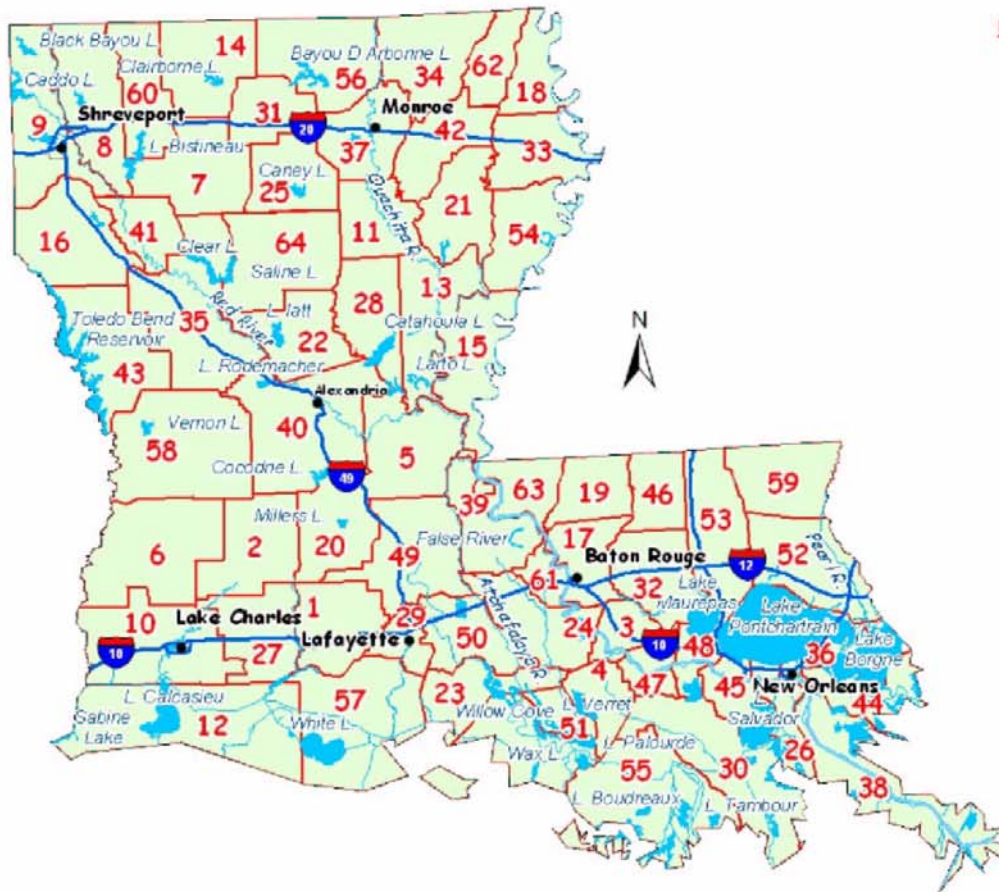 Black Bayou L.
14
Bayou D Arbonne L.
62
Caddo L.
Clairborne L.
56
34
18
60
9
Shreveport
31
20
Monroe
42
8
L. Bistineau
37
33
7
Caney L.
25
Ouachita R.
21
16
41
Clear L.
64
11
54
Saline L.
13
28
Red River
L. Iatt
Toledo Bend
Reservoir
35
22
Catahoula L
15
43
L. Rodemacher
Larto L.
Alexandria
N
40
58
Vernon L.
5
Cocodrie L.
49
63
19
46
59
39
53
Millers L.
6
2
20
49
False River
17
52
Pearl R.
Baton Rouge
12
61
32
Lake
Maurepas
10
Lake Charles
1
29
Atchafalaya R.
24
3
Lake
Pontchartrain
Lafayette
50
10
48
36
Lake
Borgne
10
27
4
47
45
New Orleans
L. Calcasieu
57
23
Willow Cove
L. Verret
L.
Salvador
44
Sabine
Lake
12
White L.
51
L. Palourde
26
Wax L.
55
30
38
L. Boudreaux
L. Tambour